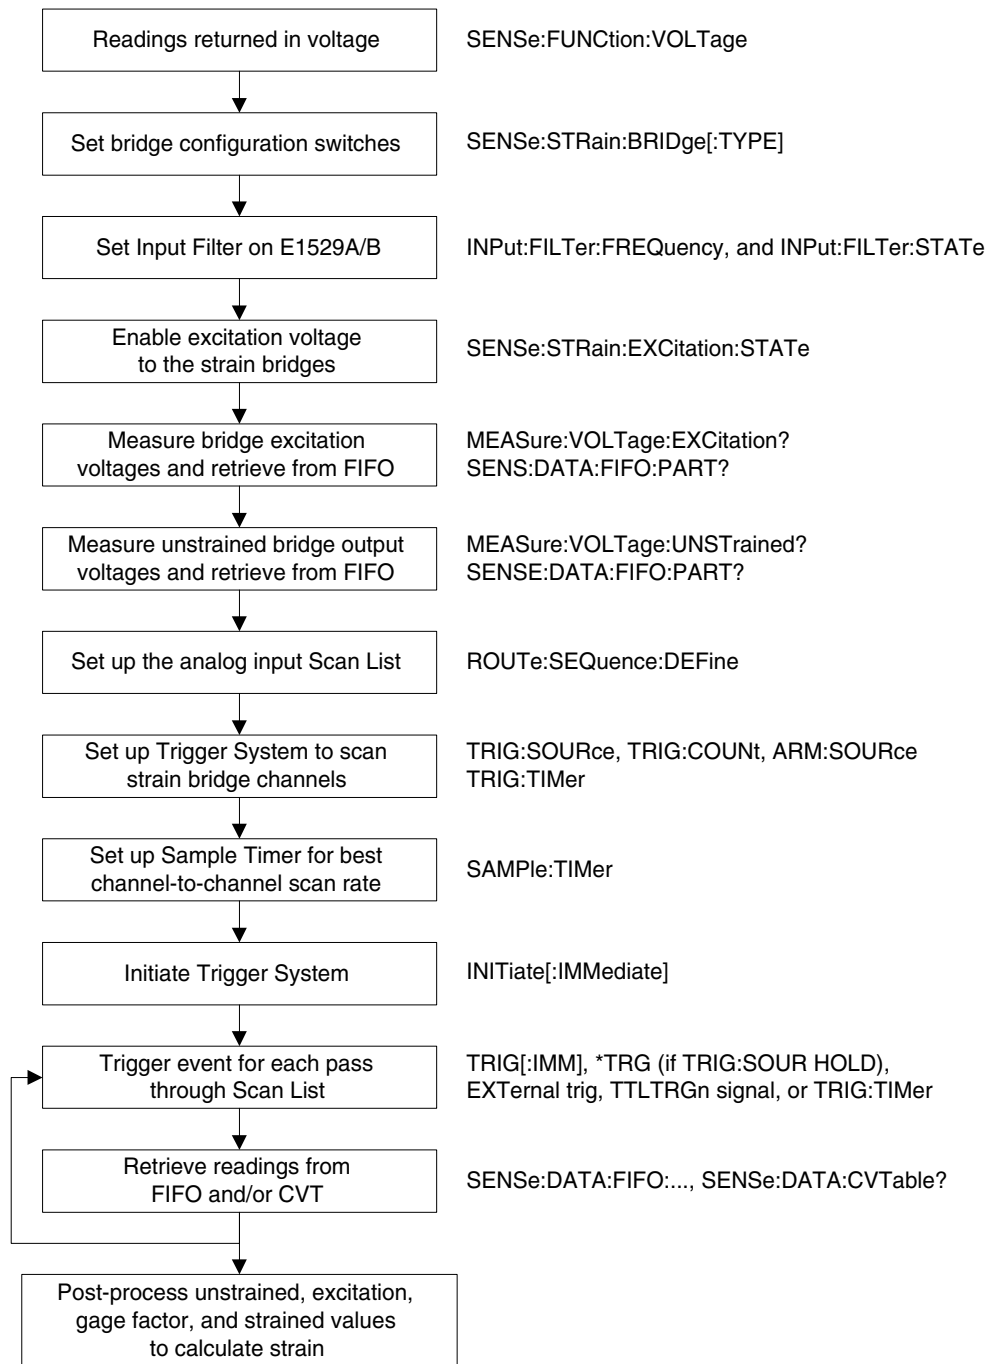 Readings returned in voltage
SENSe:FUNCtion:VOLTage
Set bridge configuration switches
SENSe:STRain:BRIDge[:TYPE]
Set Input Filter on E1529A/B
INPut:FILTer:FREQuency, and INPut:FILTer:STATe
Enable excitation voltage
to the strain bridges
SENSe:STRain:EXCitation:STATe
Measure bridge excitation
voltages and retrieve from FIFO
MEASure:VOLTage:EXCitation?
SENS:DATA:FIFO:PART?
Measure unstrained bridge output
voltages and retrieve from FIFO
MEASure:VOLTage:UNSTrained?
SENSE:DATA:FIFO:PART?
Set up the analog input Scan List
ROUTe:SEQuence:DEFine
Set up Trigger System to scan
strain bridge channels
TRIG:SOURce, TRIG:COUNt, ARM:SOURce
TRIG:TIMer
Set up Sample Timer for best
channel-to-channel scan rate
SAMPle:TIMer
Initiate Trigger System
INITiate[:IMMediate]
Trigger event for each pass
through Scan List
TRIG[:IMM], *TRG (if TRIG:SOUR HOLD),
EXTernal trig, TTLTRGn signal, or TRIG:TIMer
Retrieve readings from
FIFO and/or CVT
SENSe:DATA:FIFO:..., SENSe:DATA:CVTable?
Post-process unstrained, excitation,
gage factor, and strained values
to calculate strain